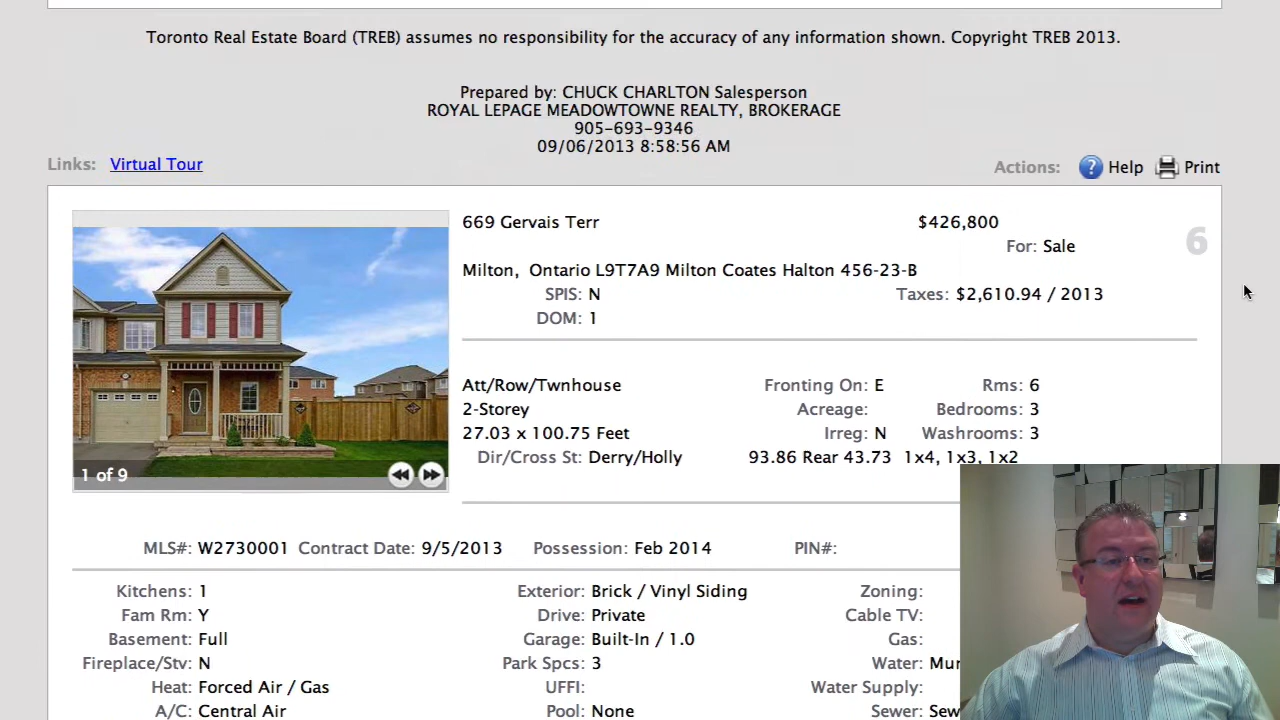 Toronto Real Estate Board (TREB) assumes no responsibility for the accuracy of any information shown. Copyright TREB 2013.
Prepared by: CHUCK CHARLTON Salesperson
ROYAL LEPAGE MEADOWTOWNE REALTY, BROKERAGE
905-693-9346
09/06/2013 8:58:56 AM
Links: Virtual Tour Actions: Help Print
669 Gervais Terr $426,800
For: Sale 6
Milton, Ontario L9T7A9 Milton Coates Halton 456-23-B
SPIS: N Taxes: $2,610.94 / 2013
DOM: 1
Att/Row/Twnhouse Fronting On: E Rms: 6
2-Storey Acreage: Bedrooms: 3
27.03 x 100.75 Feet Irreg: N Washrooms: 3
Dir/Cross St: Derry/Holly 93.86 Rear 43.73 1x4, 1x3, 1x2
1 of 9
MLS#: W2730001 Contract Date: 9/5/2013 Possession: Feb 2014 PIN#:
Kitchens: 1 Exterior: Brick / Vinyl Siding Zoning:
Fam Rm: Y Drive: Private Cable TV:
Basement: Full Garage: Built-In / 1.0 Gas:
Fireplace/Stv: N Park Spcs: 3 Water: Mun
Heat: Forced Air / Gas UFFI: Water Supply:
A/C: Central Air Pool: None Sewer: Sew